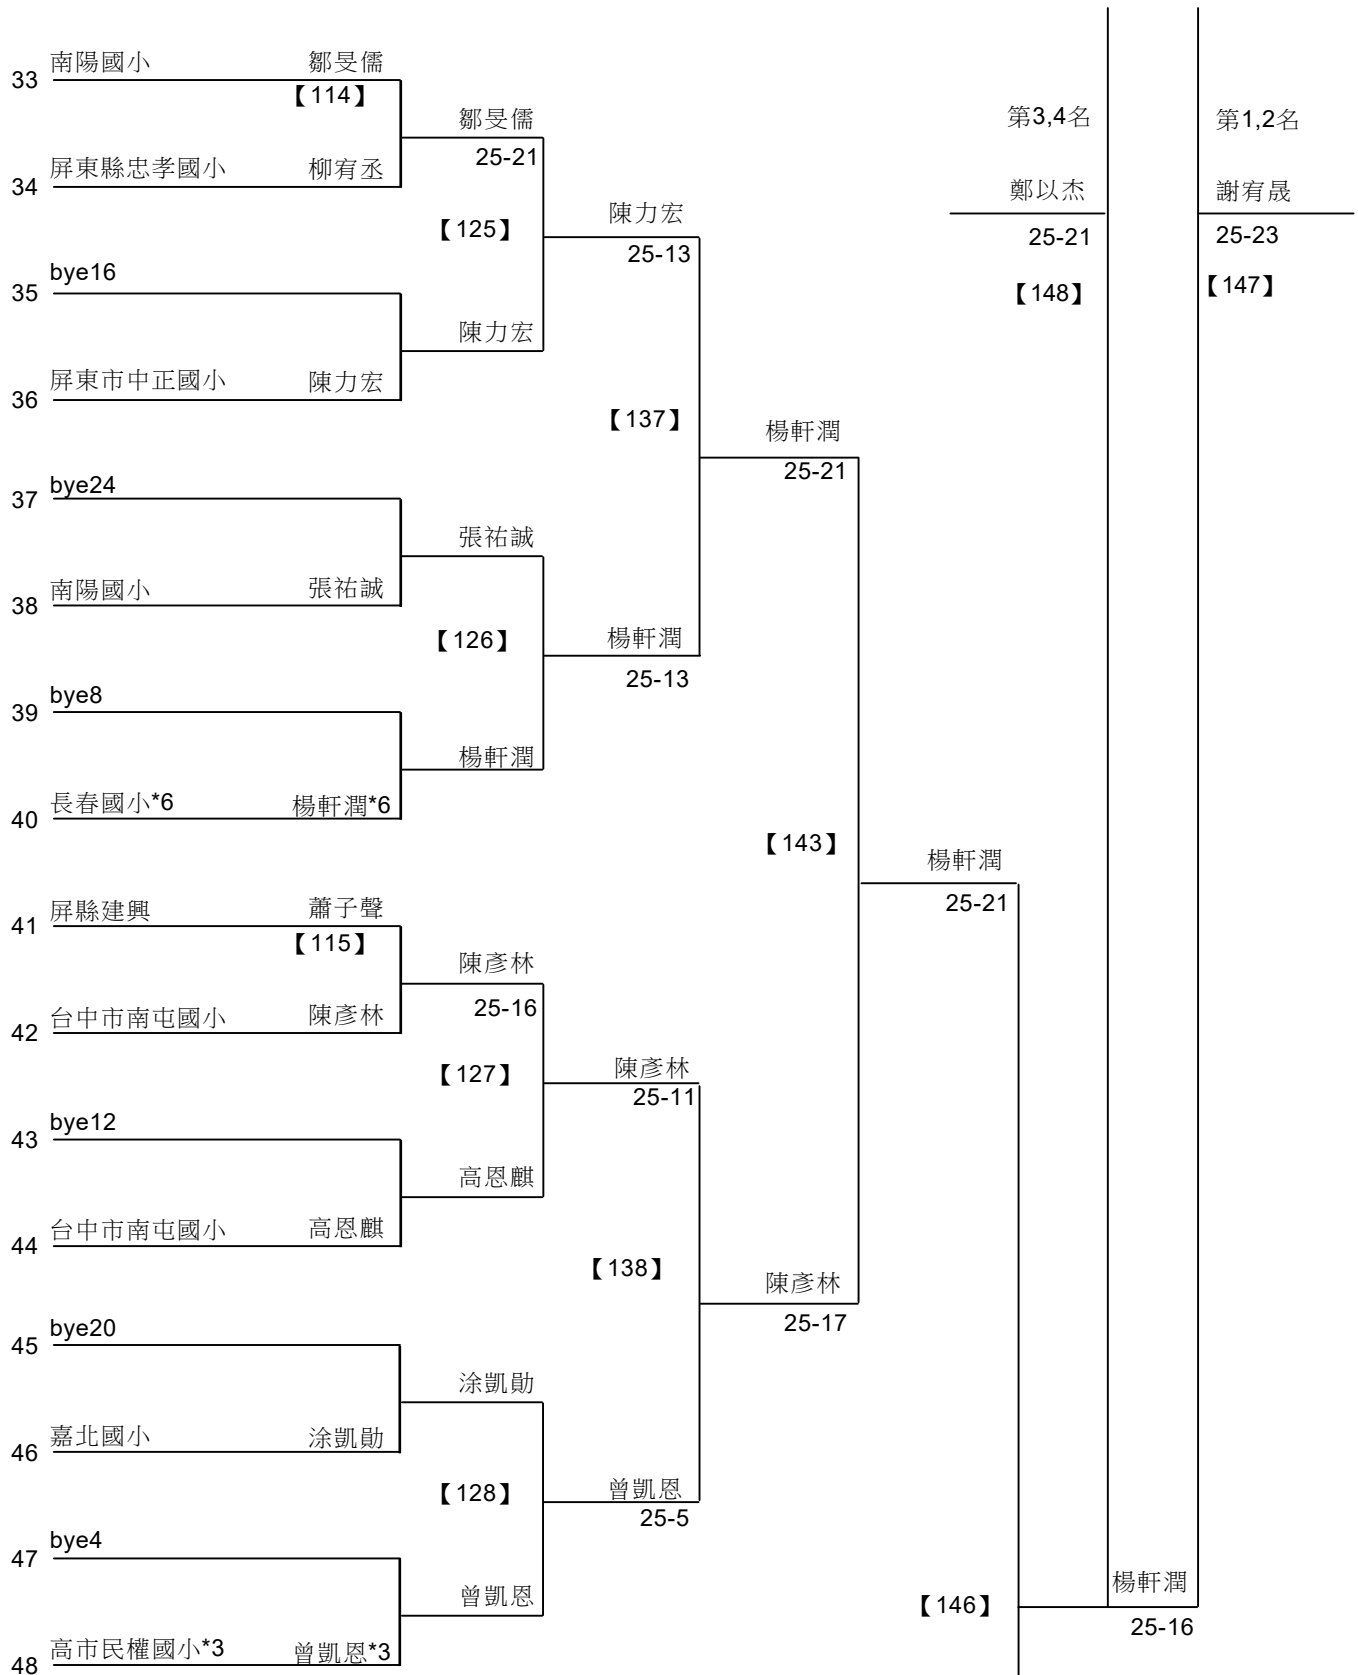 33 南陽國小 鄒旻儒
【114】
鄒旻儒
25-21
34 屏東縣忠孝國小 柳宥丞
【125】
陳力宏
25-13
35 bye16
陳力宏
36 屏東市中正國小 陳力宏
【137】
楊軒潤
25-21
37 bye24
張祐誠
38 南陽國小 張祐誠
【126】
楊軒潤
25-13
39 bye8
楊軒潤
40 長春國小*6 楊軒潤*6
【143】
楊軒潤
25-21
41 屏縣建興 蕭子聲
【115】
陳彥林
25-16
42 台中市南屯國小 陳彥林
【127】
陳彥林
25-11
43 bye12
高恩麒
44 台中市南屯國小 高恩麒
【138】
陳彥林
25-17
45 bye20
涂凱勛
46 嘉北國小 涂凱勛
【128】
曾凱恩
25-5
47 bye4
曾凱恩
48 高市民權國小*3 曾凱恩*3
【146】
楊軒潤
25-16
第3,4名
鄭以杰
25-21
【148】
第1,2名
謝宥晟
25-23
【147】